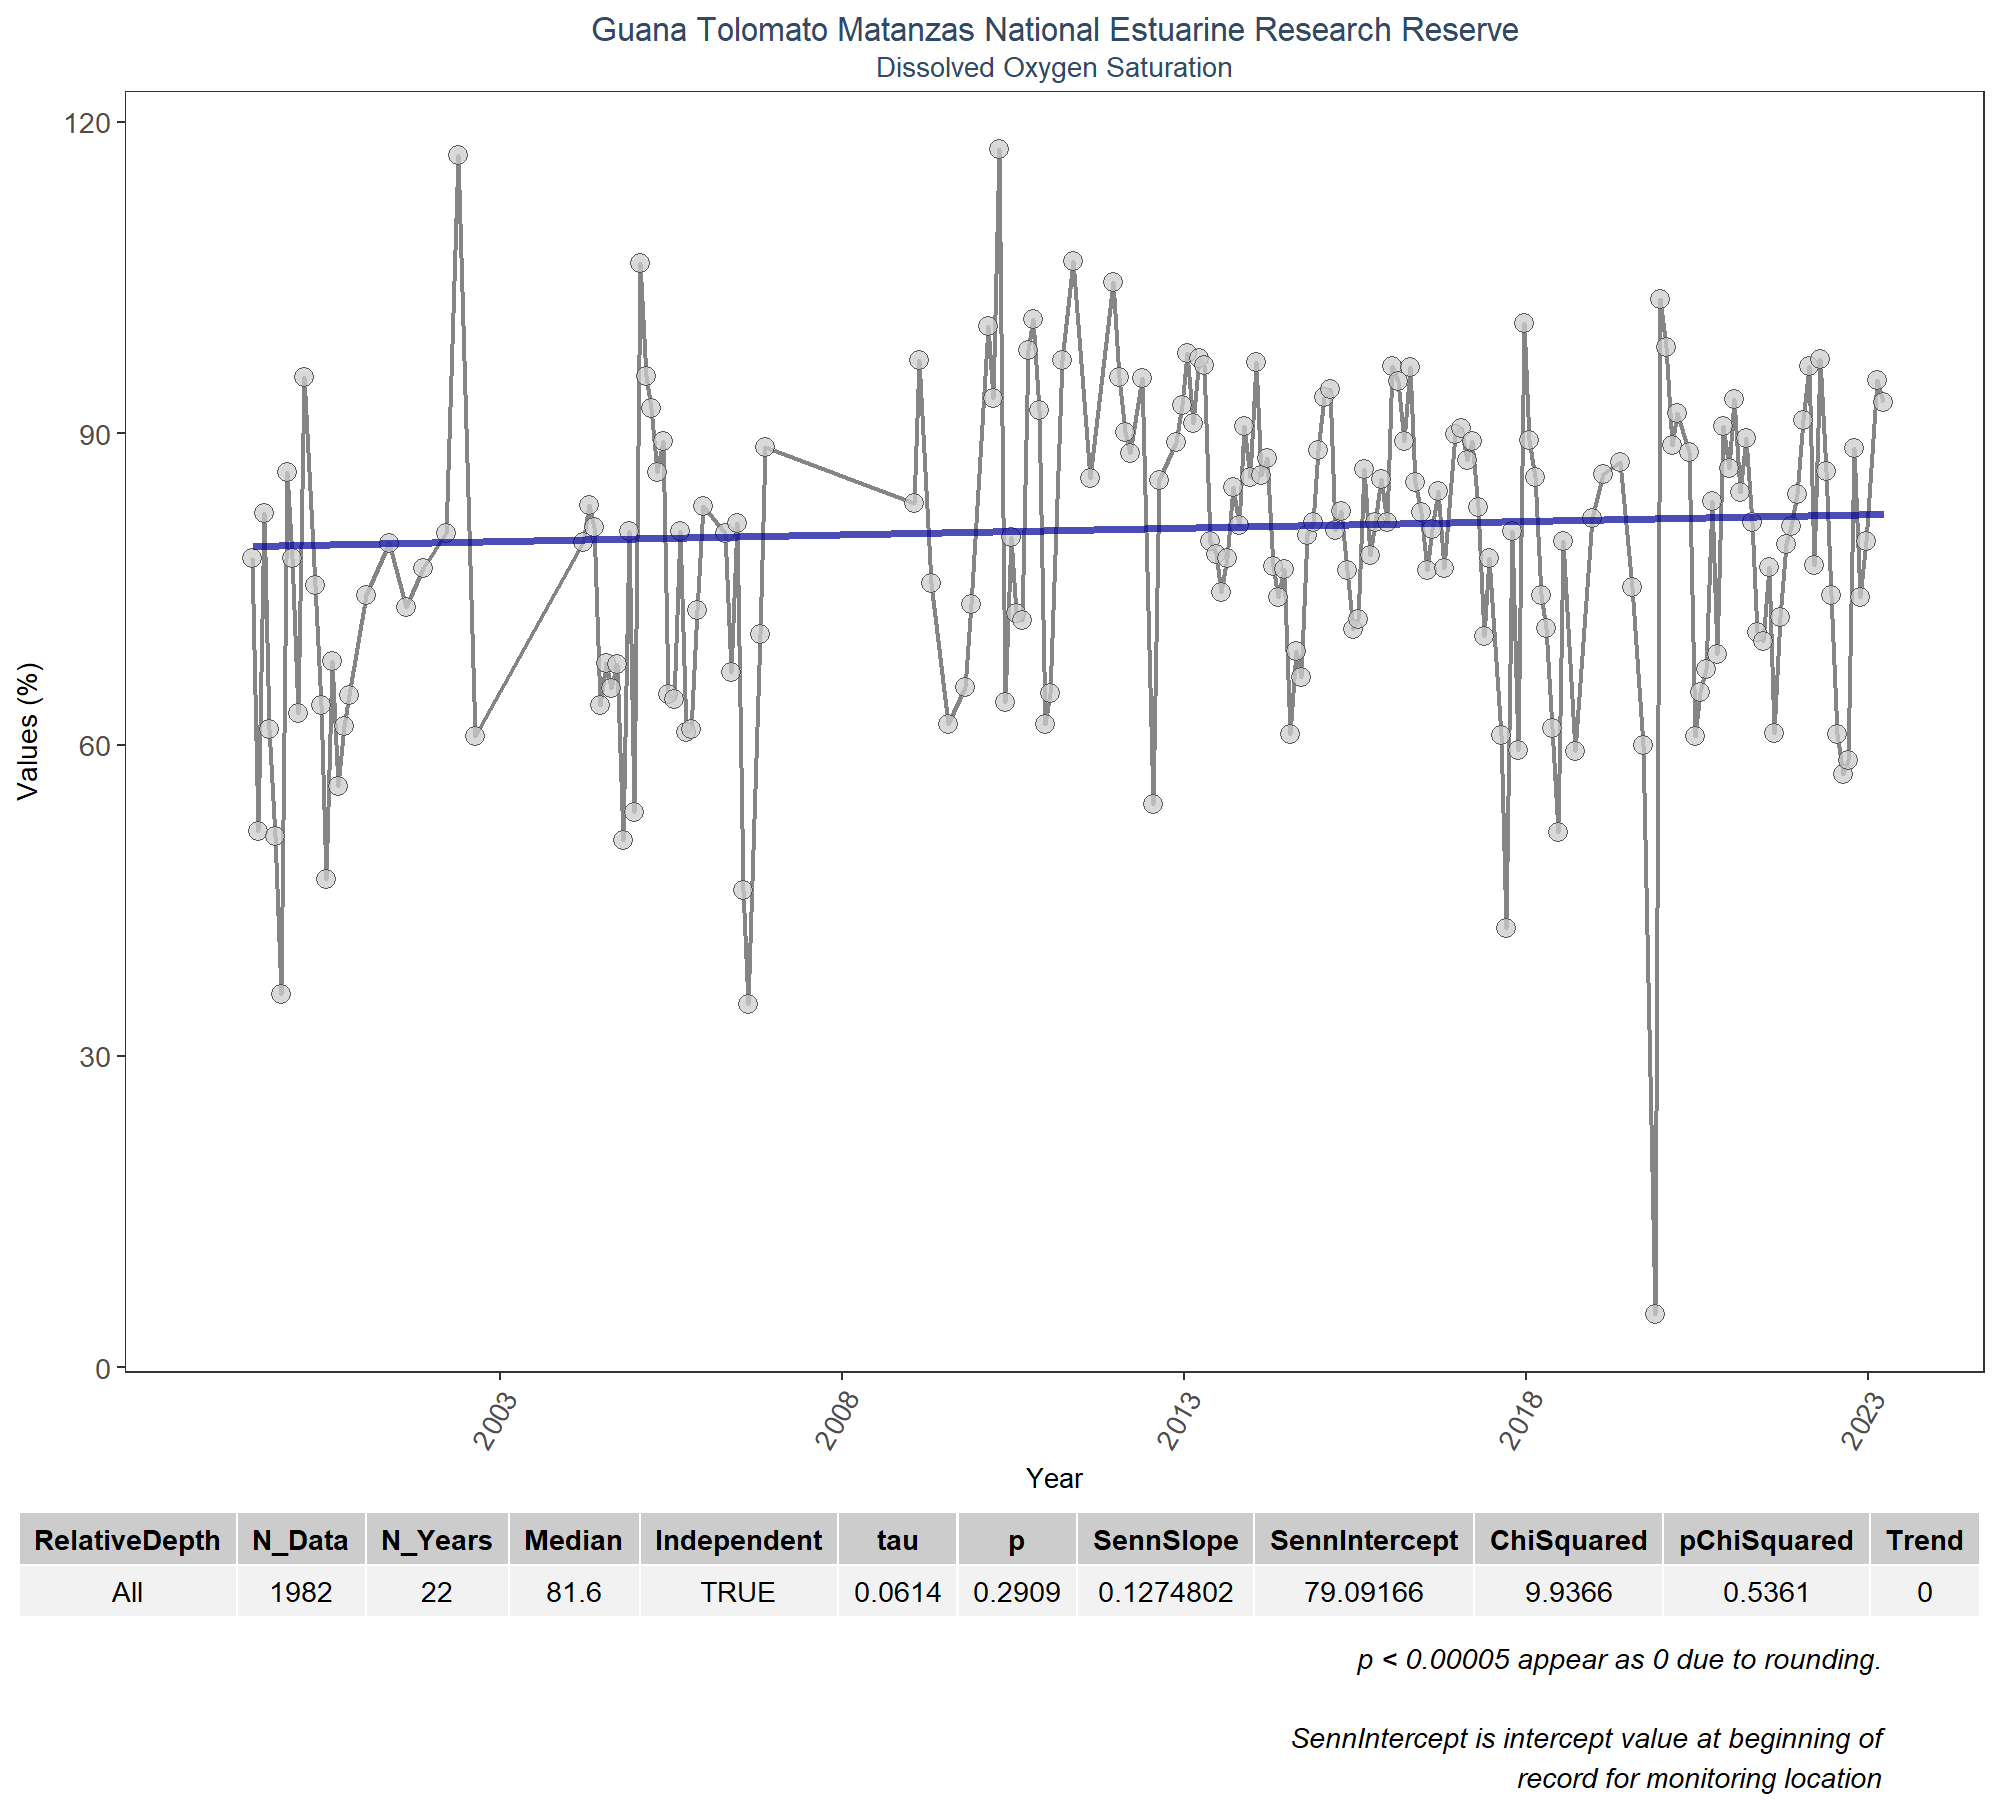 Guana Tolomato Matanzas National Estuarine Research Reserve
Dissolved Oxygen Saturation
120
90
60
30
0
Values (%)
2003
2008
2013
2018
2023
Year
RelativeDepth N_Data N_Years Median Independent tau p SennSlope SennIntercept ChiSquared pChiSquared Trend
All 1982 22 81.6 TRUE 0.0614 0.2909 0.1274802 79.09166 9.9366 0.5361 0
p < 0.00005 appear as 0 due to rounding.
SennIntercept is intercept value at beginning of
record for monitoring location